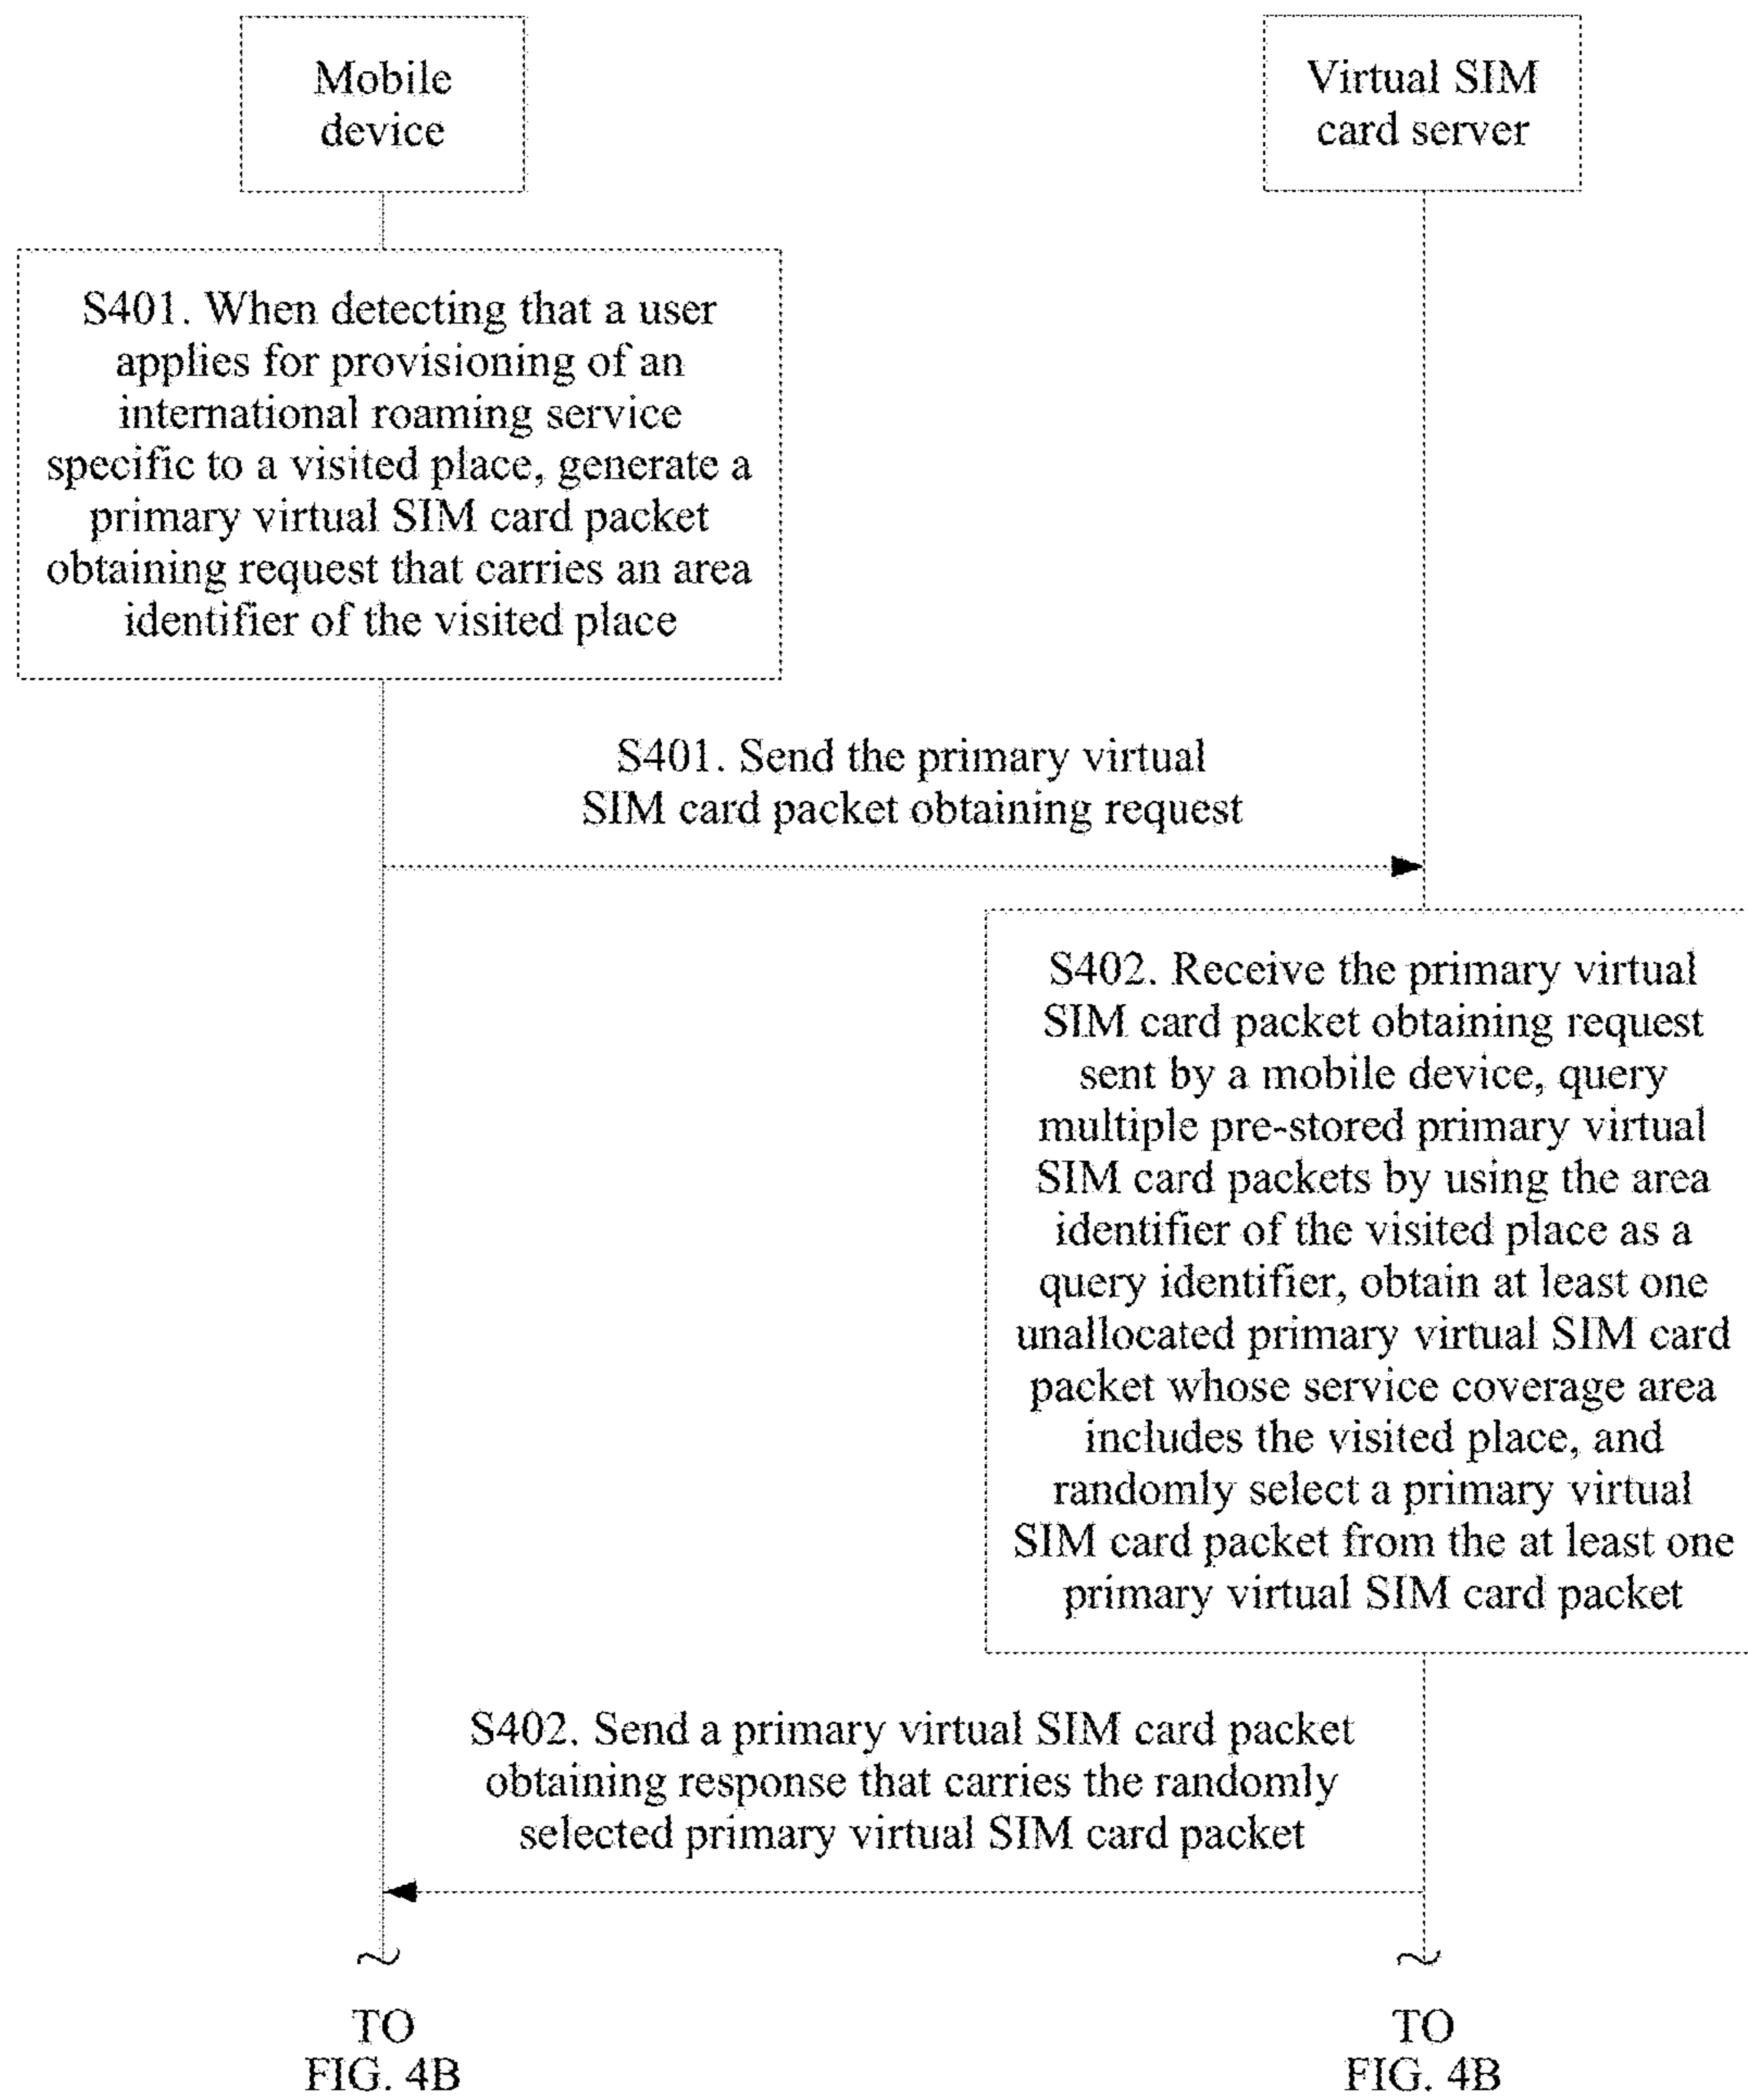 Mobile
device
Virtual SIM
card server
S401. When detecting that a user
applies for provisioning of an
international roaming service
specific to a visited place, generate a
primary virtual SIM card packet
obtaining request that carries an area
identifier of the visited place
S401. Send the primary virtual
SIM card packet obtaining request
S402. Receive the primary virtual
SIM card packet obtaining request
sent by a mobile device, query
multiple pre-stored primary virtual
SIM card packets by using the area
identifier of the visited place as a
query identifier, obtain at least one
unallocated primary virtual SIM card
packet whose service coverage area
includes the visited place, and
randomly select a primary virtual
SIM card packet from the at least one
primary virtual SIM card packet
S402. Send a primary virtual SIM card packet
obtaining response that carries the randomly
selected primary virtual SIM card packet
TO
FIG. 4B
TO
FIG. 4B